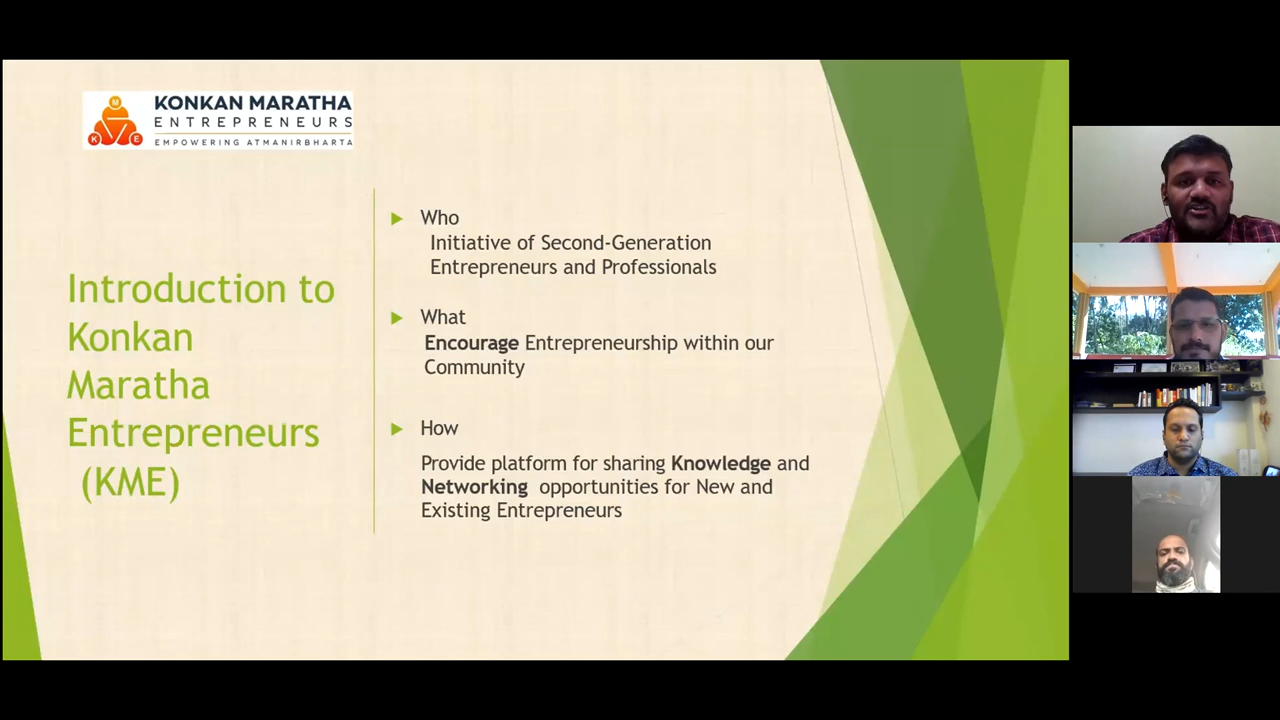 KONKAN MARATHA
ENTREPRENEURS
EMPOWERING ATMANIRBHARTA
M
K E
Introduction to
Konkan
Maratha
Entrepreneurs
(KME)
Who
Initiative of Second-Generation
Entrepreneurs and Professionals
What
Encourage Entrepreneurship within our
Community
How
Provide platform for sharing Knowledge and
Networking opportunities for New and
Existing Entrepreneurs